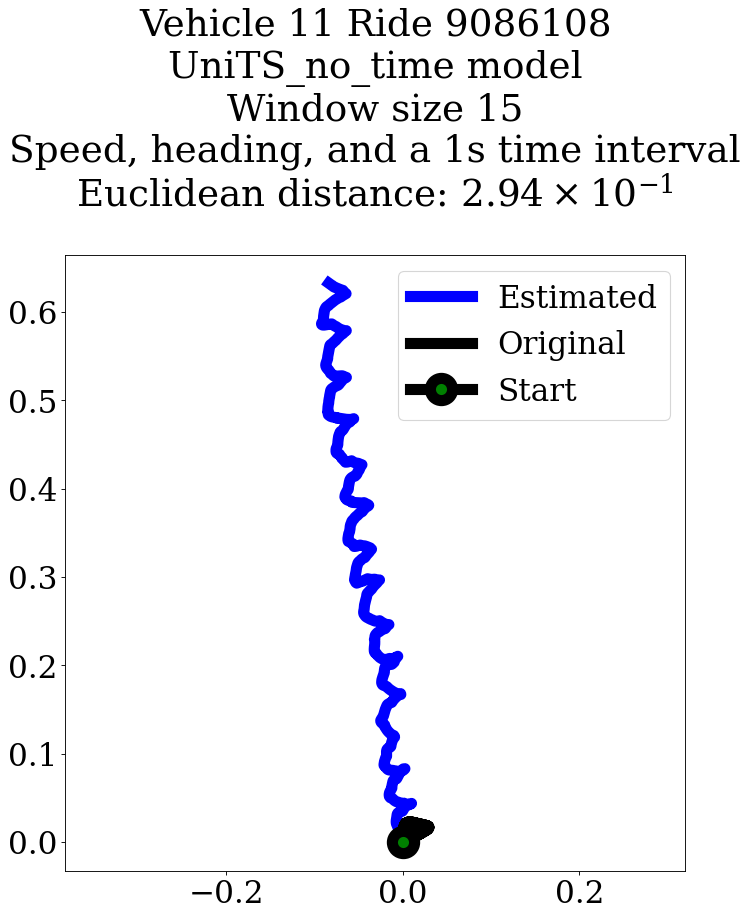 Vehicle 11 Ride 9086108
UniTS_no_time model
Window size 15
Speed, heading, and a 1s time interval
Euclidean distance: 2.94 × 10⁻¹
Estimated
Original
Start
0.6
0.5
0.4
0.3
0.2
0.1
0.0
−0.2 0.0 0.2